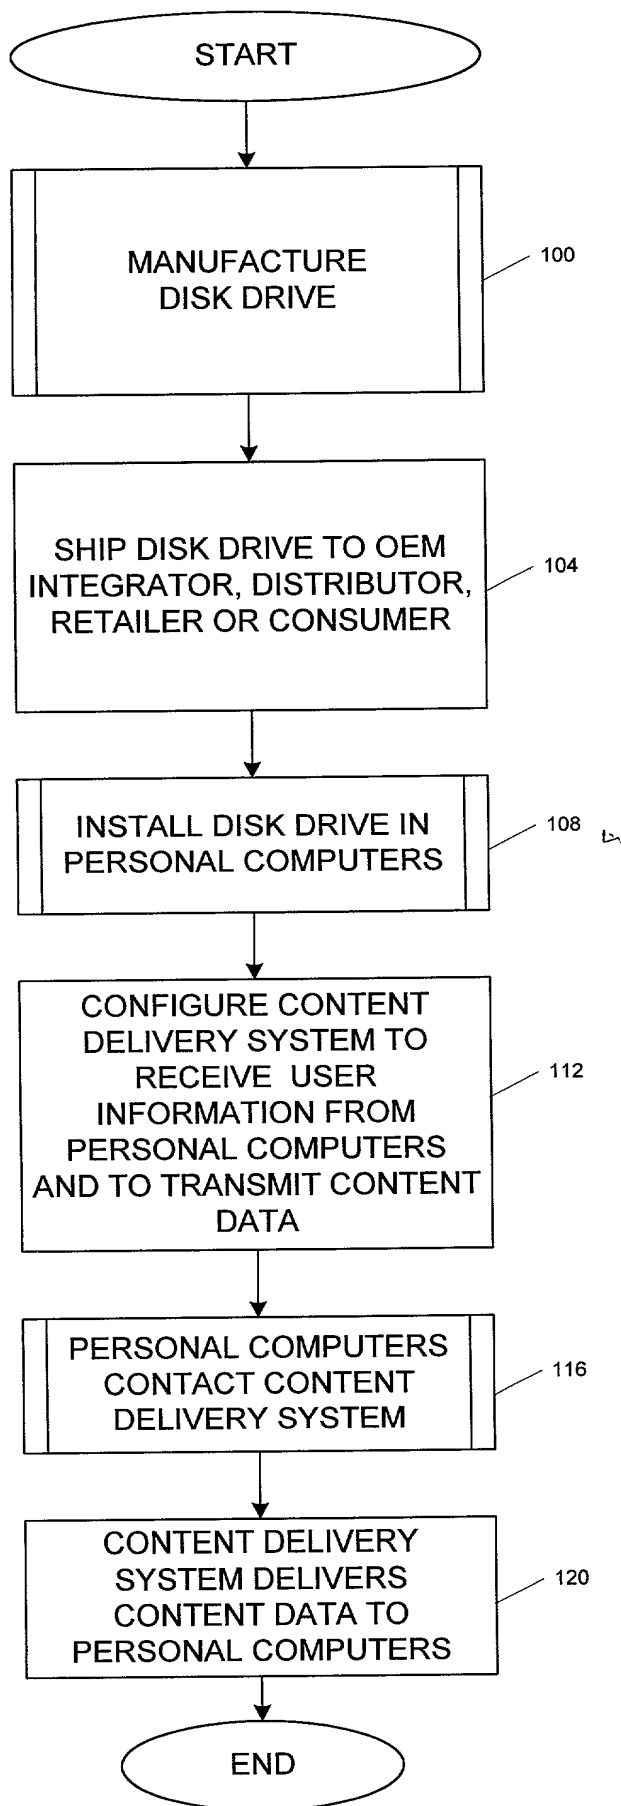 START
MANUFACTURE
DISK DRIVE
100
SHIP DISK DRIVE TO OEM
INTEGRATOR, DISTRIBUTOR,
RETAILER OR CONSUMER
104
INSTALL DISK DRIVE IN
PERSONAL COMPUTERS
108
CONFIGURE CONTENT
DELIVERY SYSTEM TO
RECEIVE USER
INFORMATION FROM
PERSONAL COMPUTERS
AND TO TRANSMIT CONTENT
DATA
112
PERSONAL COMPUTERS
CONTACT CONTENT
DELIVERY SYSTEM
116
CONTENT DELIVERY
SYSTEM DELIVERS
CONTENT DATA TO
PERSONAL COMPUTERS
120
END